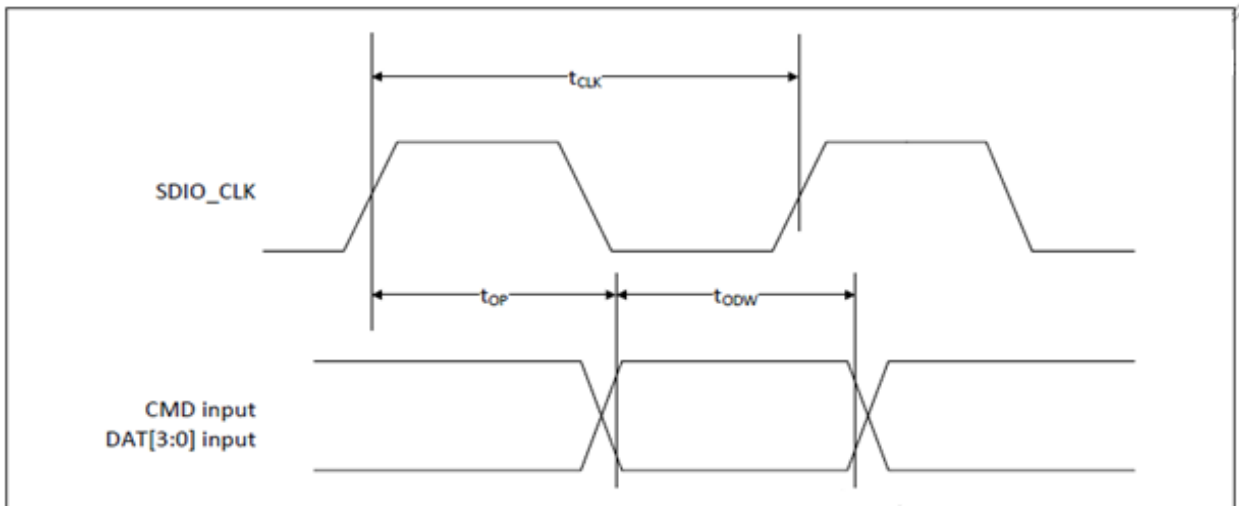 tCLK
SDIO_CLK
tOP
tODW
CMD input
DAT[3:0] input